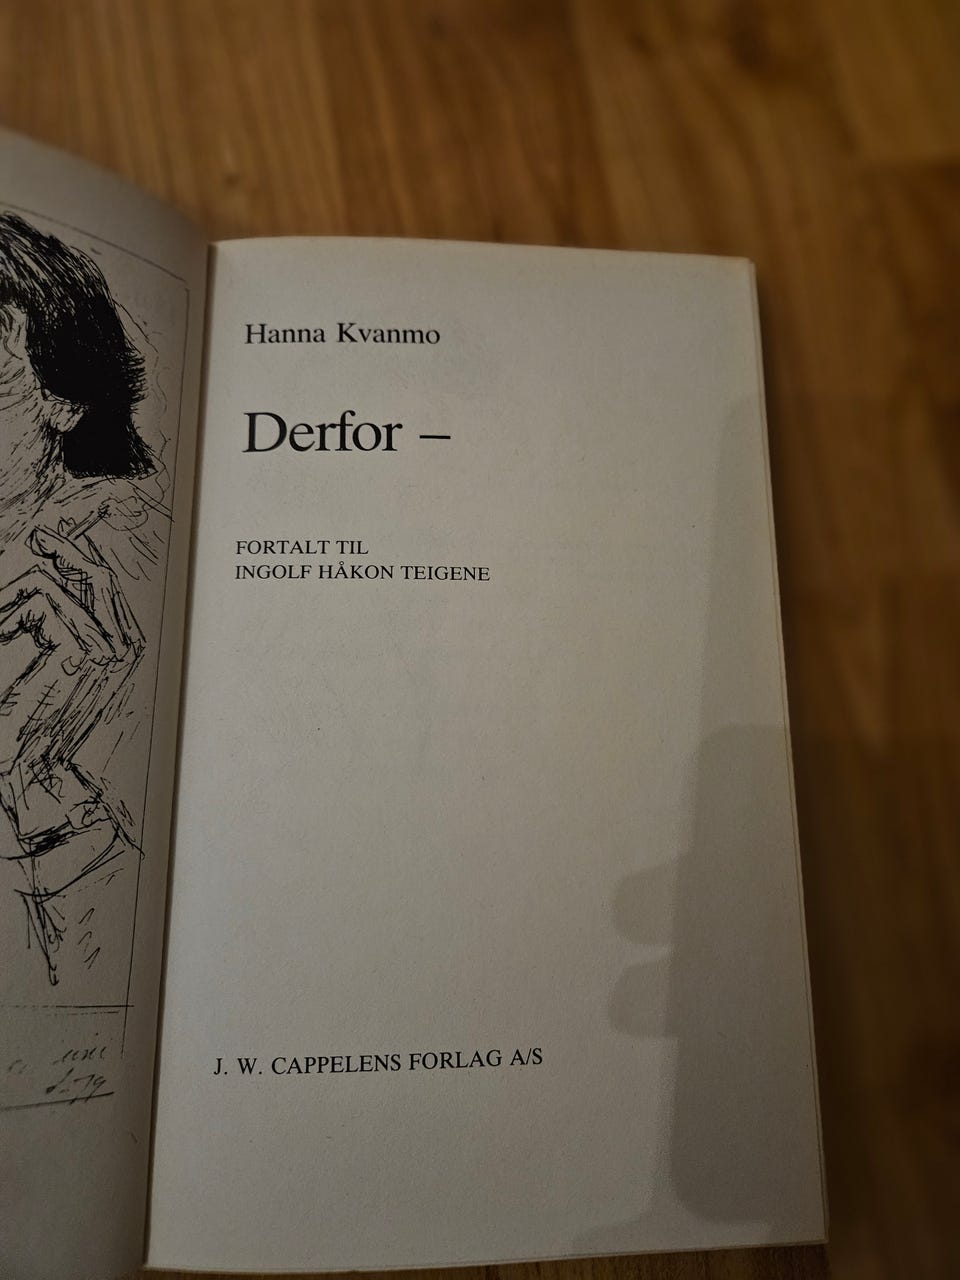 Hanna Kvanmo
Derfor –
FORTALT TIL
INGOLF HÅKON TEIGENE
J. W. CAPPELENS FORLAG A/S